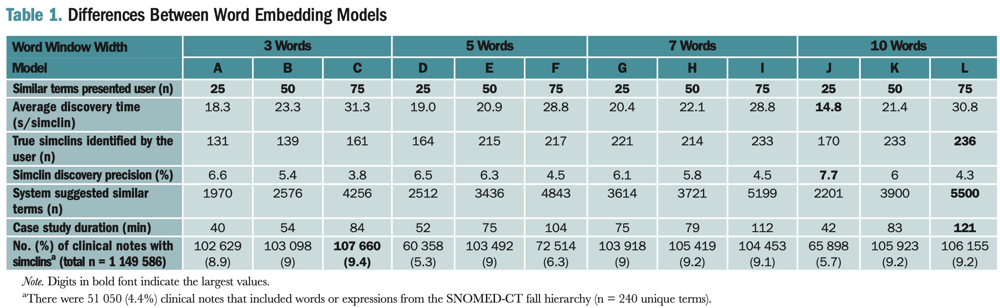 Table 1. Differences Between Word Embedding Models
Word Window Width 3 Words 5 Words 7 Words 10 Words
Model A B C D E F G H I J K L
Similar terms presented user (n) 25 50 75 25 50 75 25 50 75 25 50 75
Average discovery time (s/simclin) 18.3 23.3 31.3 19.0 20.9 28.8 20.4 22.1 28.8 14.8 21.4 30.8
True simclins identified by the user (n) 131 139 161 164 215 217 221 214 233 170 233 236
Simclin discovery precision (%) 6.6 5.4 3.8 6.5 6.3 4.5 6.1 5.8 4.5 7.7 6 4.3
System suggested similar terms (n) 1970 2576 4256 2512 3436 4843 3614 3721 5199 2201 3900 5500
Case study duration (min) 40 54 84 52 75 104 75 79 112 42 83 121
No. (%) of clinical notes with 102 629 103 098 107 660 60 358 103 492 72 514 103 918 105 419 104 453 65 898 105 923 106 155
simclinsa (total n = 1 149 586) (8.9) (9) (9.4) (5.3) (9) (6.3) (9) (9.2) (9.1) (5.7) (9.2) (9.2)
Note. Digits in bold font indicate the largest values.
aThere were 51 050 (4.4%) clinical notes that included words or expressions from the SNOMED-CT fall hierarchy (n = 240 unique terms).